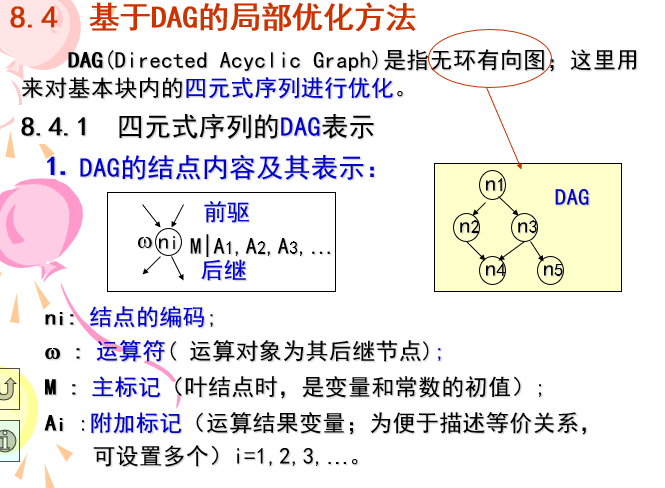 8.4 基于DAG的局部优化方法
DAG(Directed Acyclic Graph)是指无环有向图；这里用
来对基本块内的四元式序列进行优化。
8.4.1 四元式序列的DAG表示
1. DAG的结点内容及其表示：
前驱
ω ni M|A1,A2,A3,...
后继
n1
DAG
n2 n3
n4 n5
ni: 结点的编码;
ω : 运算符( 运算对象为其后继节点);
M : 主标记（叶结点时，是变量和常数的初值）;
Ai :附加标记（运算结果变量；为便于描述等价关系，
可设置多个）i=1,2,3,...。